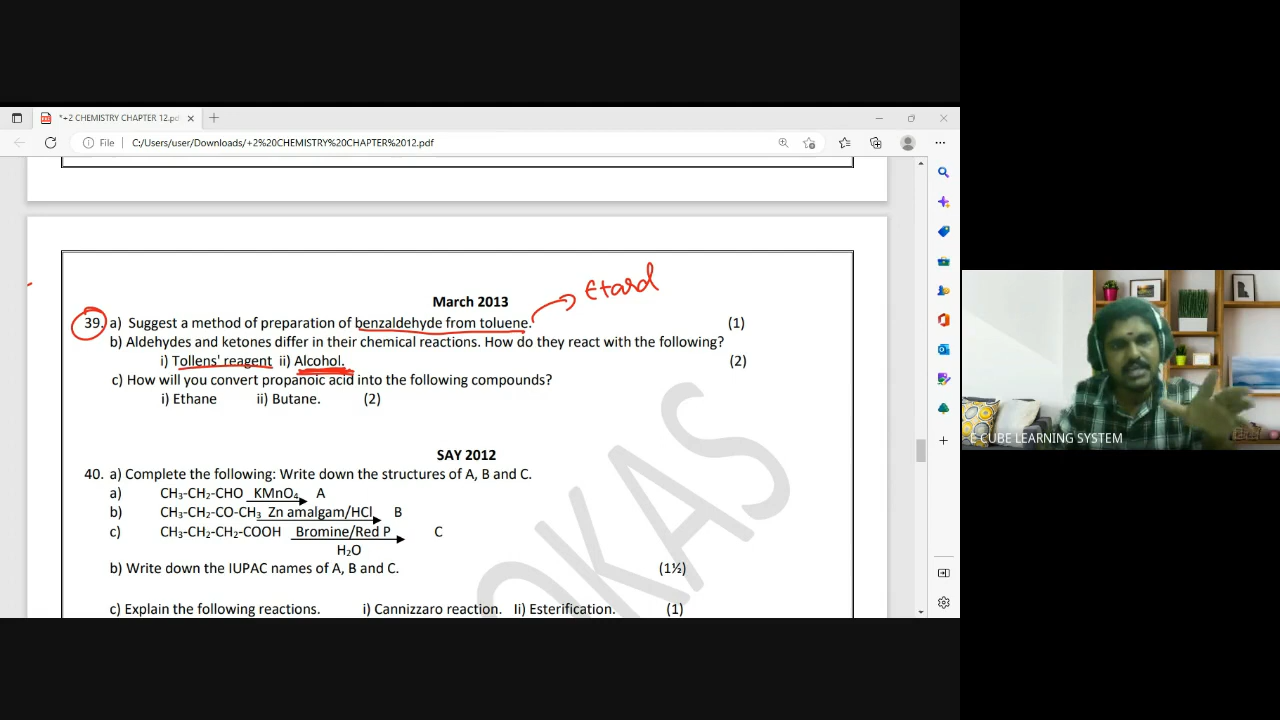 *+2 CHEMISTRY CHAPTER 12.pd
File C:/Users/user/Downloads/+2%20CHEMISTRY%20CHAPTER%2012.pdf
Etard
March 2013
39. a) Suggest a method of preparation of benzaldehyde from toluene. (1)
b) Aldehydes and ketones differ in their chemical reactions. How do they react with the following?
i) Tollens' reagent ii) Alcohol. (2)
c) How will you convert propanoic acid into the following compounds?
i) Ethane ii) Butane. (2)
SAY 2012
40. a) Complete the following: Write down the structures of A, B and C.
a) CH₃-CH₂-CHO KMnO₄ A
b) CH₃-CH₂-CO-CH₃ Zn amalgam/HCl B
c) CH₃-CH₂-CH₂-COOH Bromine/Red P C
H₂O
b) Write down the IUPAC names of A, B and C. (1½)
c) Explain the following reactions. i) Cannizzaro reaction. Ii) Esterification. (1)
E CUBE LEARNING SYSTEM